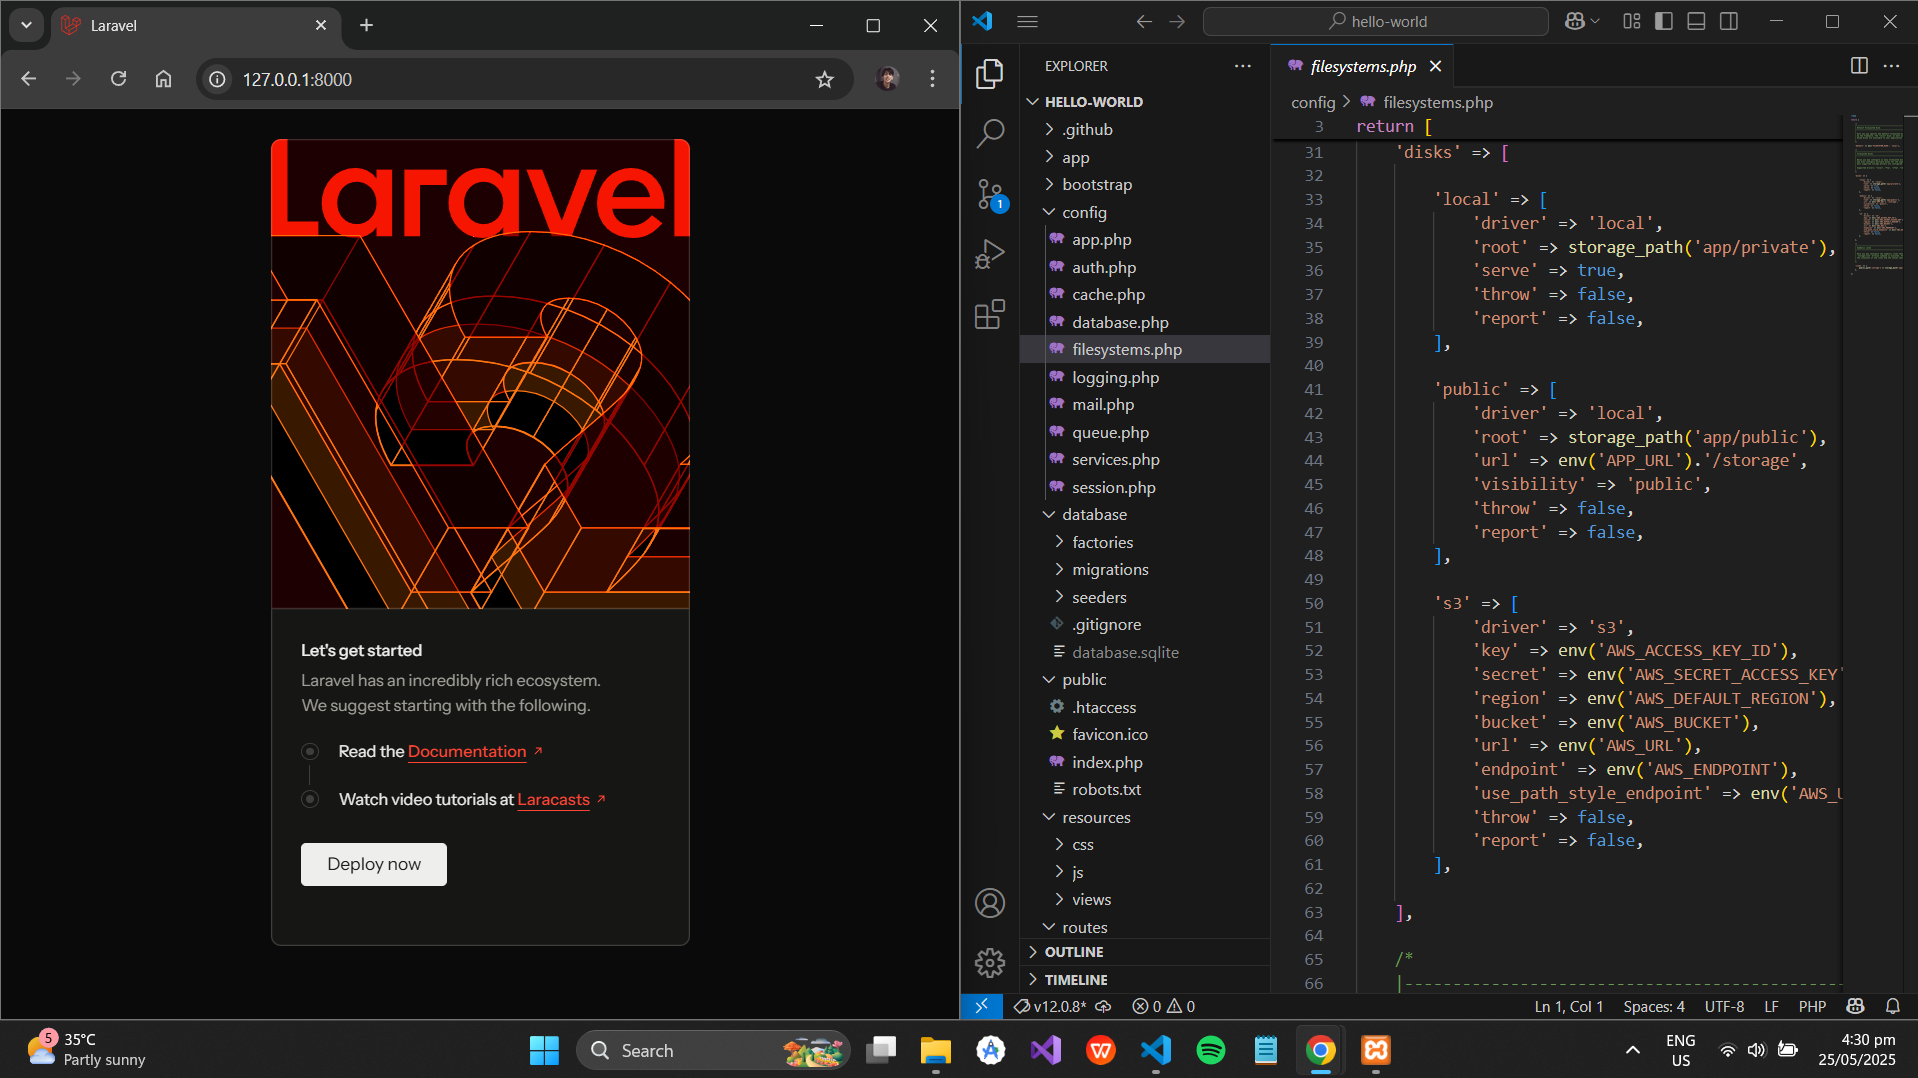 Laravel
127.0.0.1:8000
Laravel
Let's get started
Laravel has an incredibly rich ecosystem.
We suggest starting with the following.
Read the Documentation
Watch video tutorials at Laracasts
Deploy now
hello-world
EXPLORER
HELLO-WORLD
.github
app
bootstrap
config
app.php
auth.php
cache.php
database.php
filesystems.php
logging.php
mail.php
queue.php
services.php
session.php
database
factories
migrations
seeders
.gitignore
database.sqlite
public
.htaccess
favicon.ico
index.php
robots.txt
resources
css
js
views
routes
OUTLINE
TIMELINE
1
filesystems.php
config > filesystems.php
3 return [
31 'disks' => [
32
33 'local' => [
34 'driver' => 'local',
35 'root' => storage_path('app/private'),
36 'serve' => true,
37 'throw' => false,
38 'report' => false,
39 ],
40
41 'public' => [
42 'driver' => 'local',
43 'root' => storage_path('app/public'),
44 'url' => env('APP_URL').'/storage',
45 'visibility' => 'public',
46 'throw' => false,
47 'report' => false,
48 ],
49
50 's3' => [
51 'driver' => 's3',
52 'key' => env('AWS_ACCESS_KEY_ID'),
53 'secret' => env('AWS_SECRET_ACCESS_KEY'
54 'region' => env('AWS_DEFAULT_REGION'),
55 'bucket' => env('AWS_BUCKET'),
56 'url' => env('AWS_URL'),
57 'endpoint' => env('AWS_ENDPOINT'),
58 'use_path_style_endpoint' => env('AWS_U
59 'throw' => false,
60 'report' => false,
61 ],
62
63 ],
64
65 /*
66 |----------------------------------------------
v12.0.8* 0 0
Ln 1, Col 1 Spaces: 4 UTF-8 LF PHP
5
35°C
Partly sunny
Search
ENG
US
4:30 pm
25/05/2025